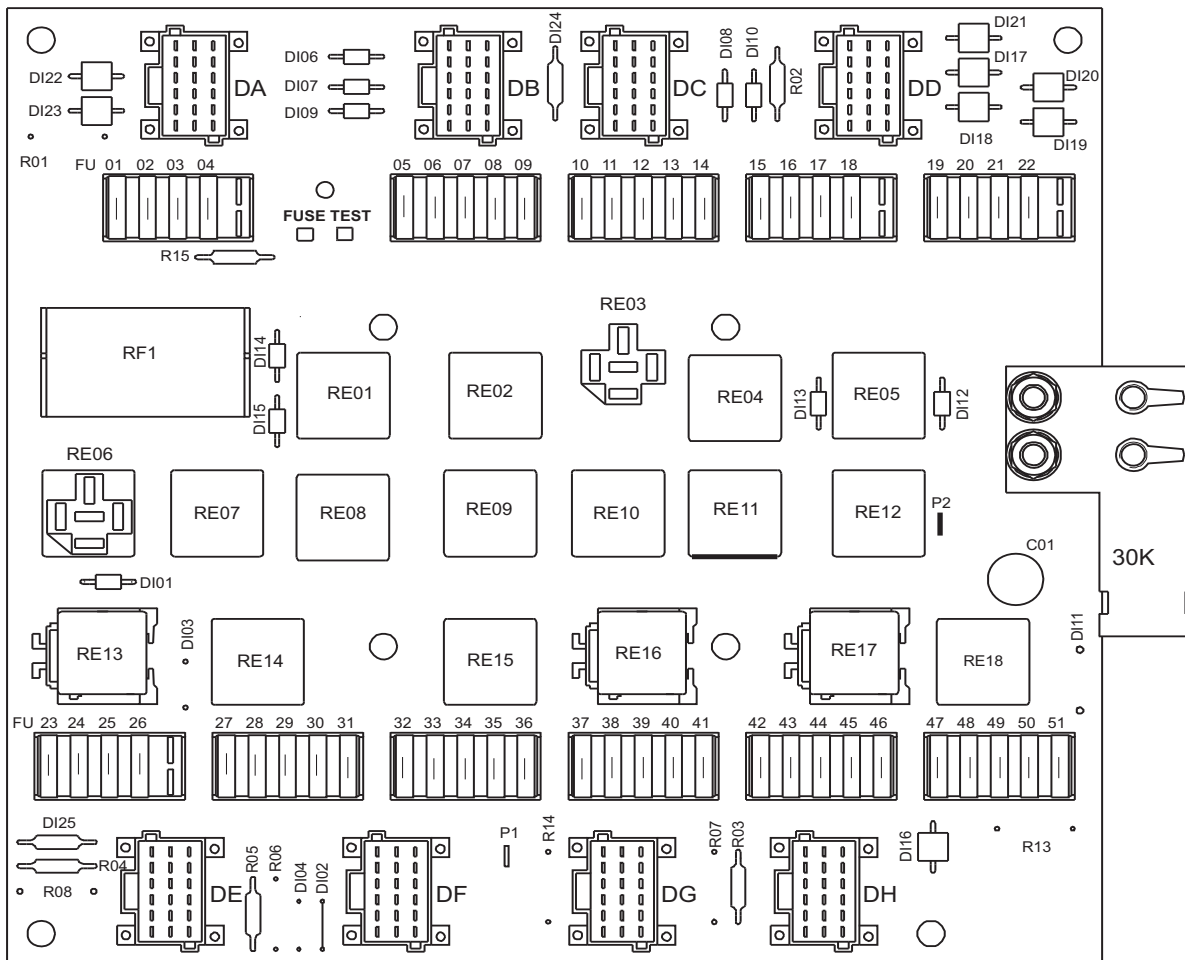 DI24
DI08
DI10
DI21
DI06
DI22
DI07
DA
DB
DC
R02
DD
DI17
DI20
DI23
DI09
DI18
DI19
R01
FU 01 02 03 04
05 06 07 08 09
10 11 12 13 14
15 16 17 18
19 20 21 22
FUSE TEST
R15
RE03
RF1
DI14
RE01
RE02
RE04
DI13
RE05
DI12
DI15
RE06
RE07
RE08
RE09
RE10
RE11
RE12
P2
C01
30K
DI01
RE13
DI03
RE14
RE15
RE16
RE17
RE18
DI11
FU 23 24 25 26
27 28 29 30 31
32 33 34 35 36
37 38 39 40 41
42 43 44 45 46
47 48 49 50 51
DI25
R04
R08
DE
R05
R06
DI04
DI02
DF
P1
R14
DG
R07
R03
DH
DI16
R13